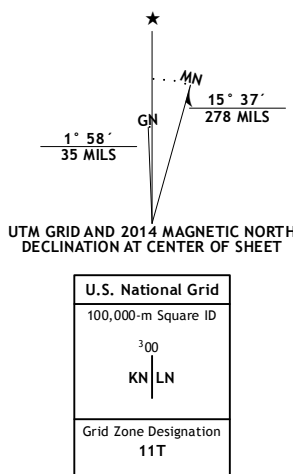 ★
MN
GN
15° 37´
278 MILS
1° 58´
35 MILS
UTM GRID AND 2014 MAGNETIC NORTH
DECLINATION AT CENTER OF SHEET
U.S. National Grid
100,000-m Square ID
³00
KN LN
Grid Zone Designation
11T